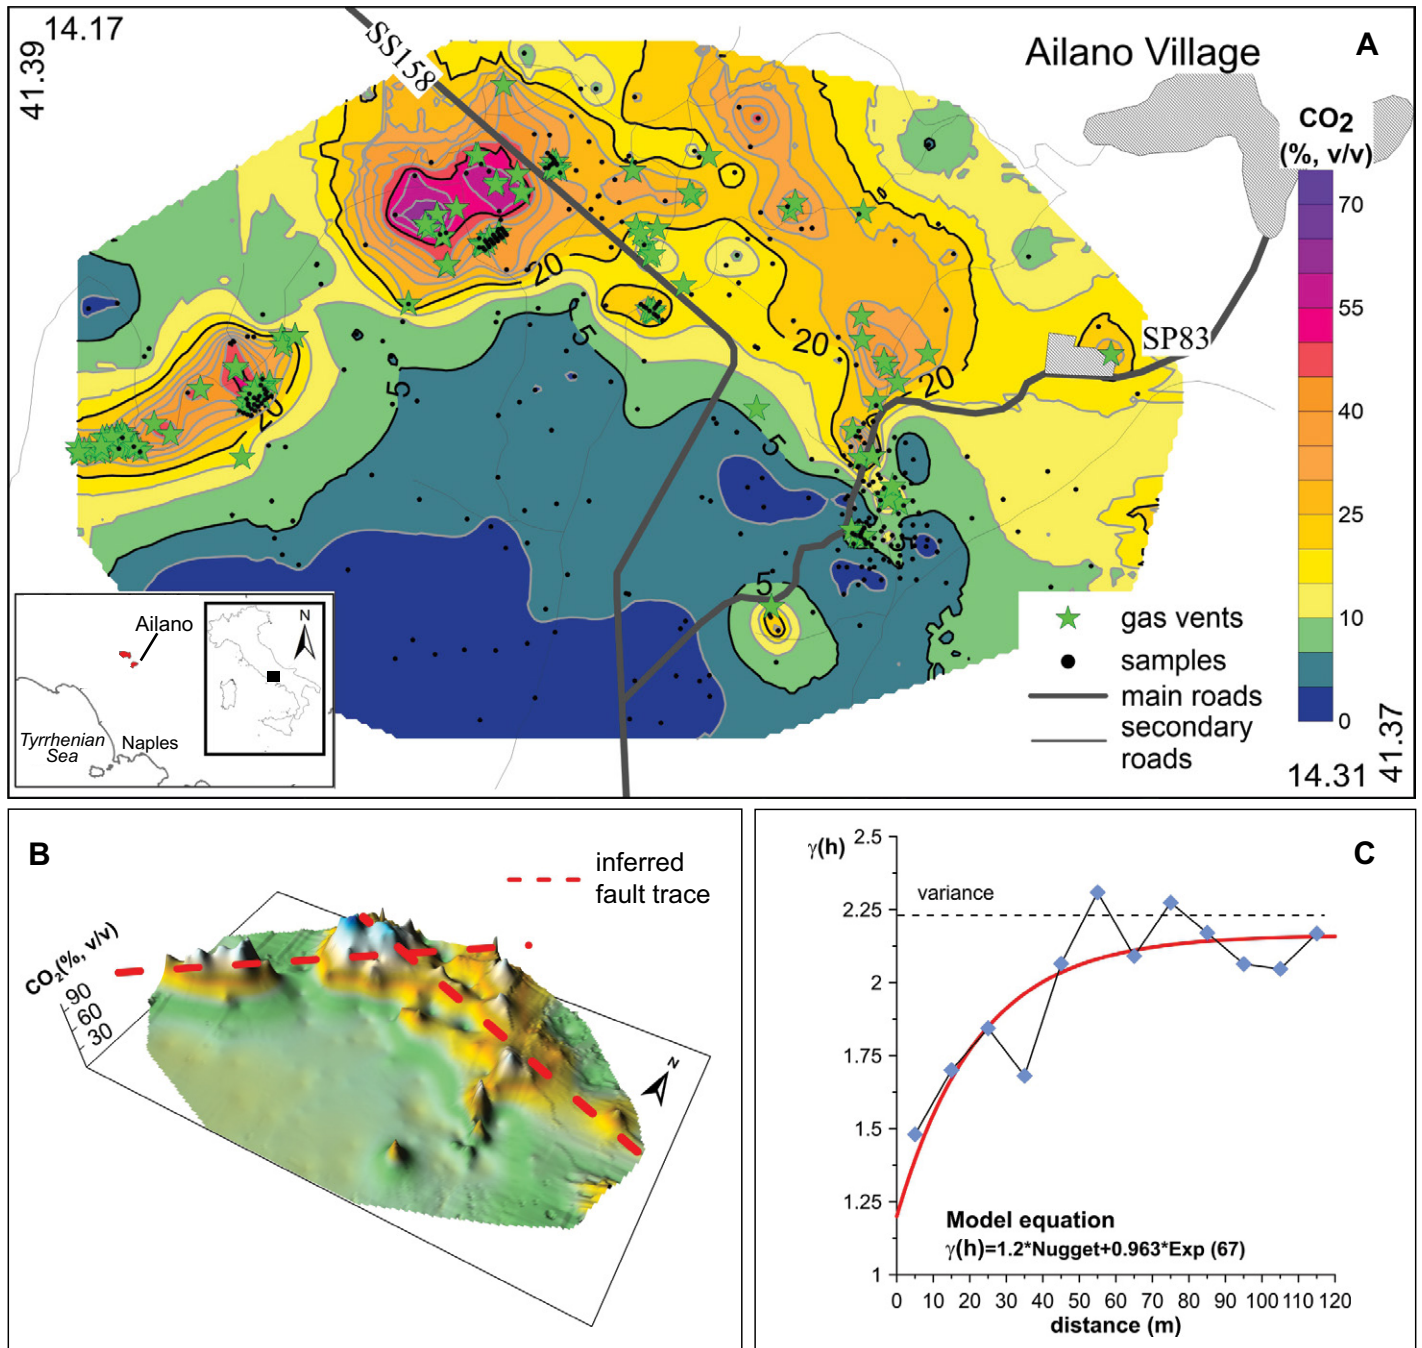 14.17
41.39
SS158
Ailano Village
A
CO2
(%, v/v)
70
55
40
25
10
0
20
5
5
20
20
20
5
5
5
SP83
gas vents
samples
main roads
secondary
roads
14.31
41.37
Ailano
N
Tyrrhenian
Sea
Naples
B
inferred
fault trace
CO2(%, v/v)
90
60
30
N
C
γ(h)
2.5
2.25
2
1.75
1.5
1.25
1
variance
Model equation
γ(h)=1.2*Nugget+0.963*Exp (67)
0 10 20 30 40 50 60 70 80 90 100 110 120
distance (m)